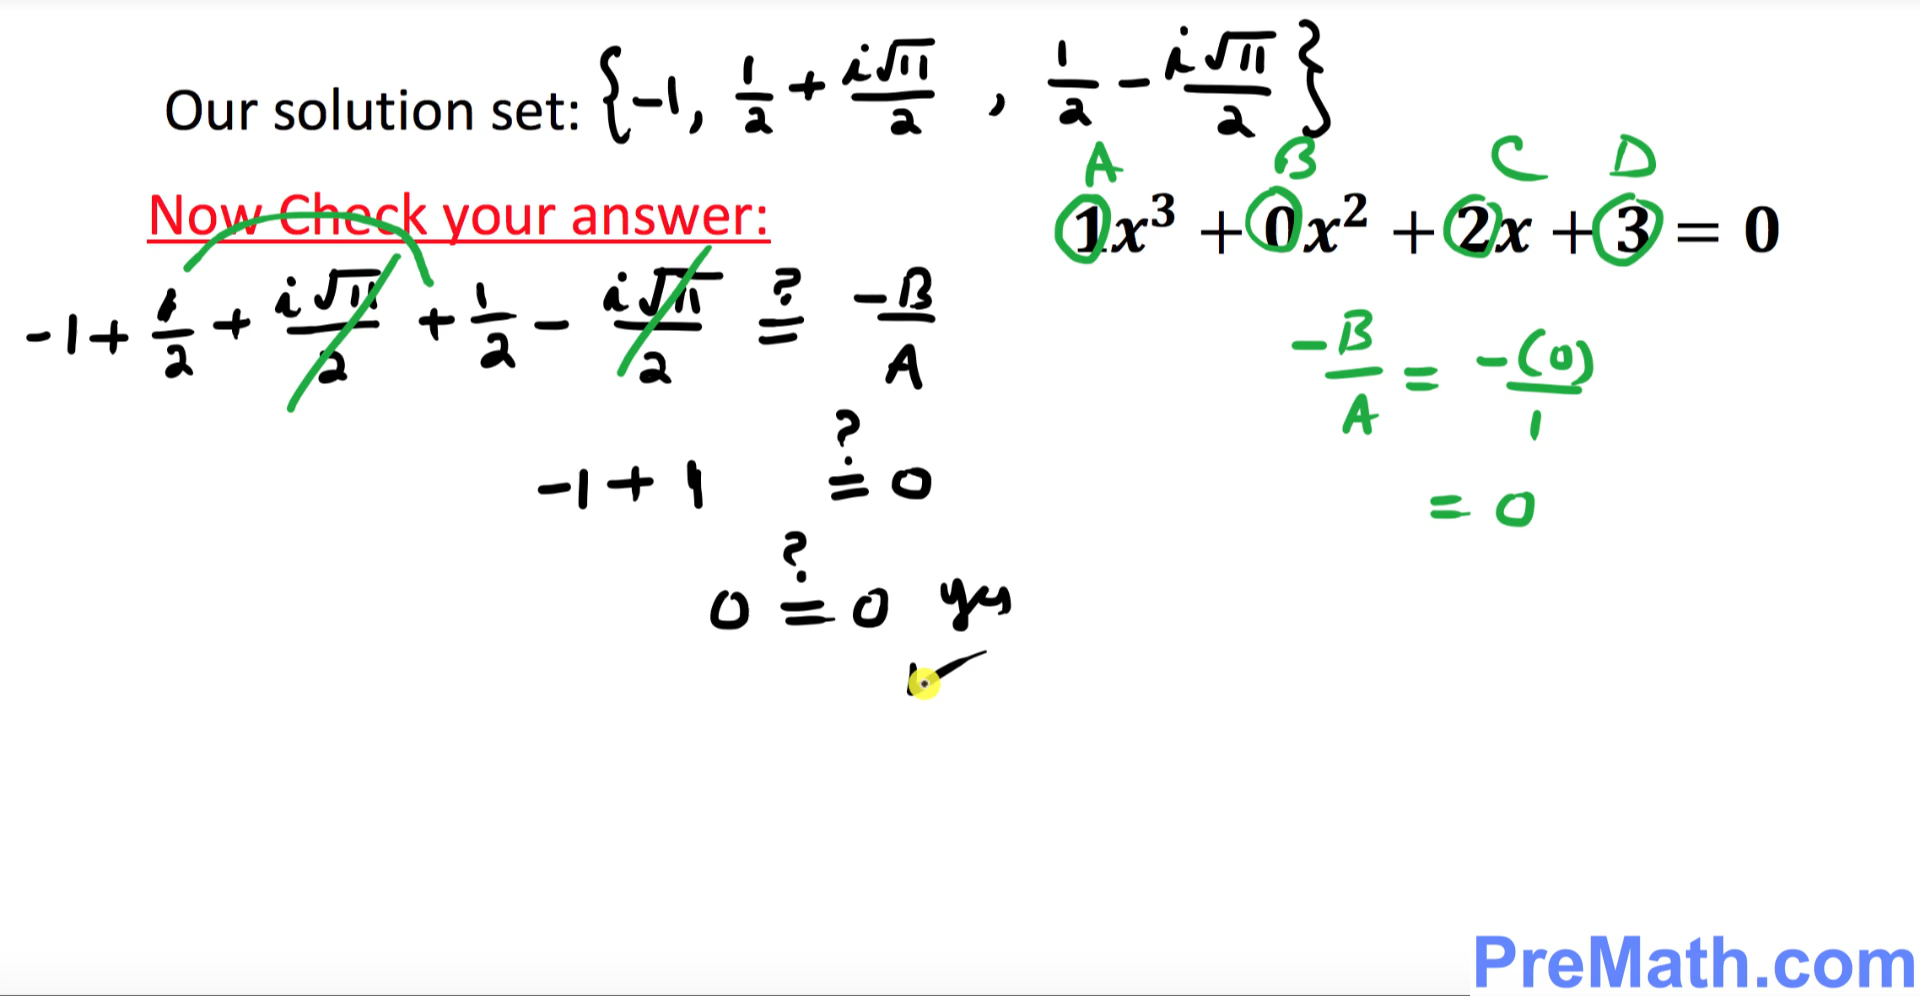 Our solution set: {-1, 1/2 + i√11/2 , 1/2 - i√11/2}
A B C D
Now Check your answer:
1x³ + 0x² + 2x + 3 = 0
-1 + 1/2 + i√11/2 + 1/2 - i√11/2 ?= -B/A
-B/A = -(0)/1
-1 + 1 ?= 0
= 0
0 ?= 0 yes
PreMath.com